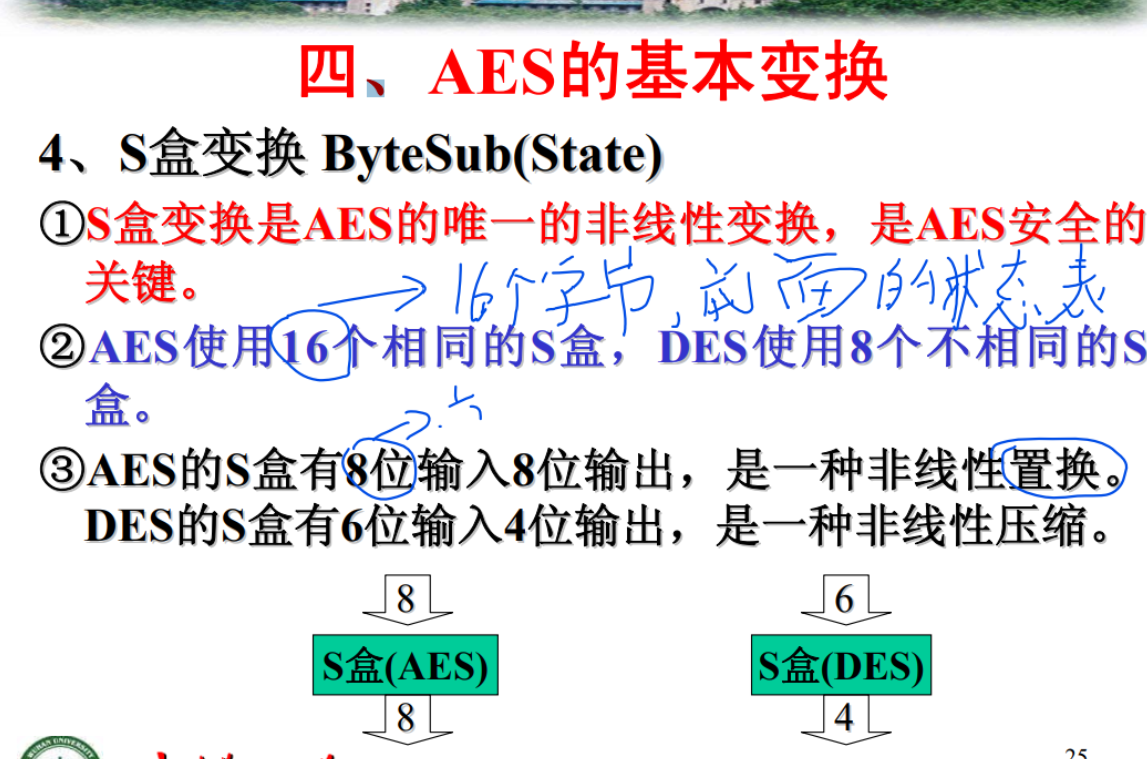 四、AES的基本变换
4、S盒变换 ByteSub(State)
①S盒变换是AES的唯一的非线性变换，是AES安全的
关键。
→16个字节，前面的状态表
②AES使用16个相同的S盒，DES使用8个不相同的S
盒。
③AES的S盒有8位输入8位输出，是一种非线性置换。
DES的S盒有6位输入4位输出，是一种非线性压缩。
8
6
S盒(AES)
S盒(DES)
8
4
WUHAN UNIVERSITY
25